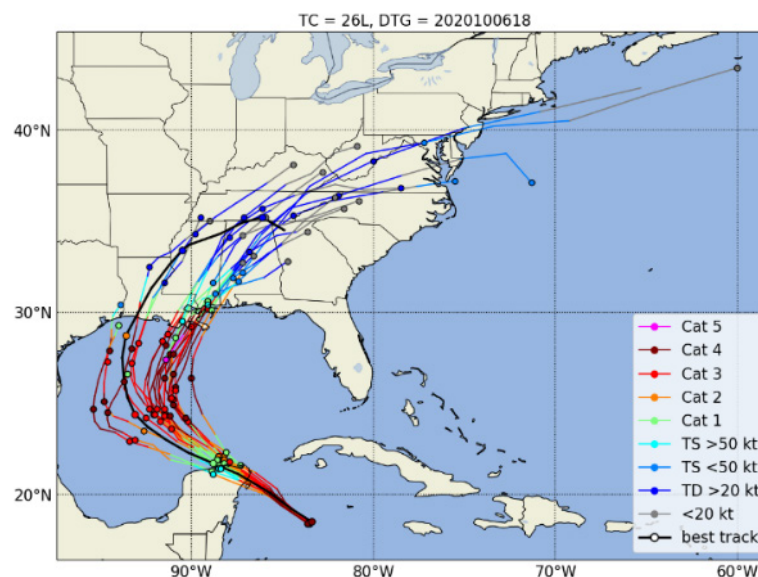 TC = 26L, DTG = 2020100618
40°N
30°N
20°N
90°W
80°W
70°W
60°W
Cat 5
Cat 4
Cat 3
Cat 2
Cat 1
TS >50 kt
TS <50 kt
TD >20 kt
<20 kt
best track